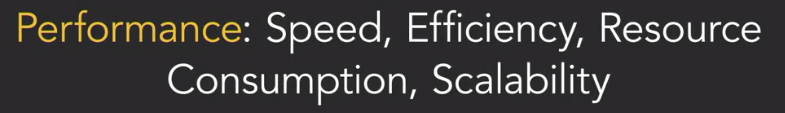 Performance: Speed, Efficiency, Resource
Consumption, Scalability